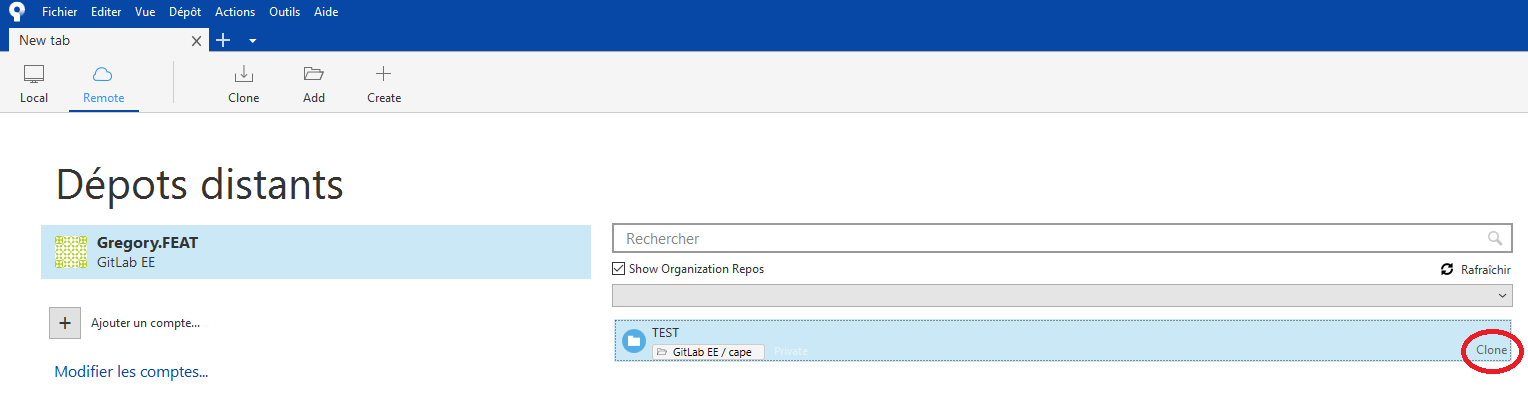 Fichier Editer Vue Dépôt Actions Outils Aide
New tab
Local Remote Clone Add Create
Dépots distants
Gregory.FEAT
GitLab EE
Ajouter un compte...
Modifier les comptes...
Rechercher
Show Organization Repos Rafraîchir
TEST
GitLab EE / cape Private Clone